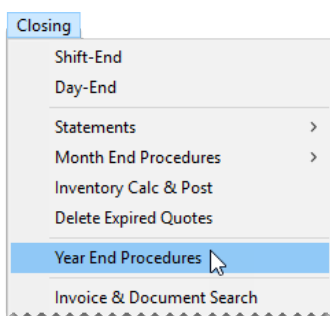 Closing
Shift-End
Day-End
Statements
Month End Procedures
Inventory Calc & Post
Delete Expired Quotes
Year End Procedures
Invoice & Document Search